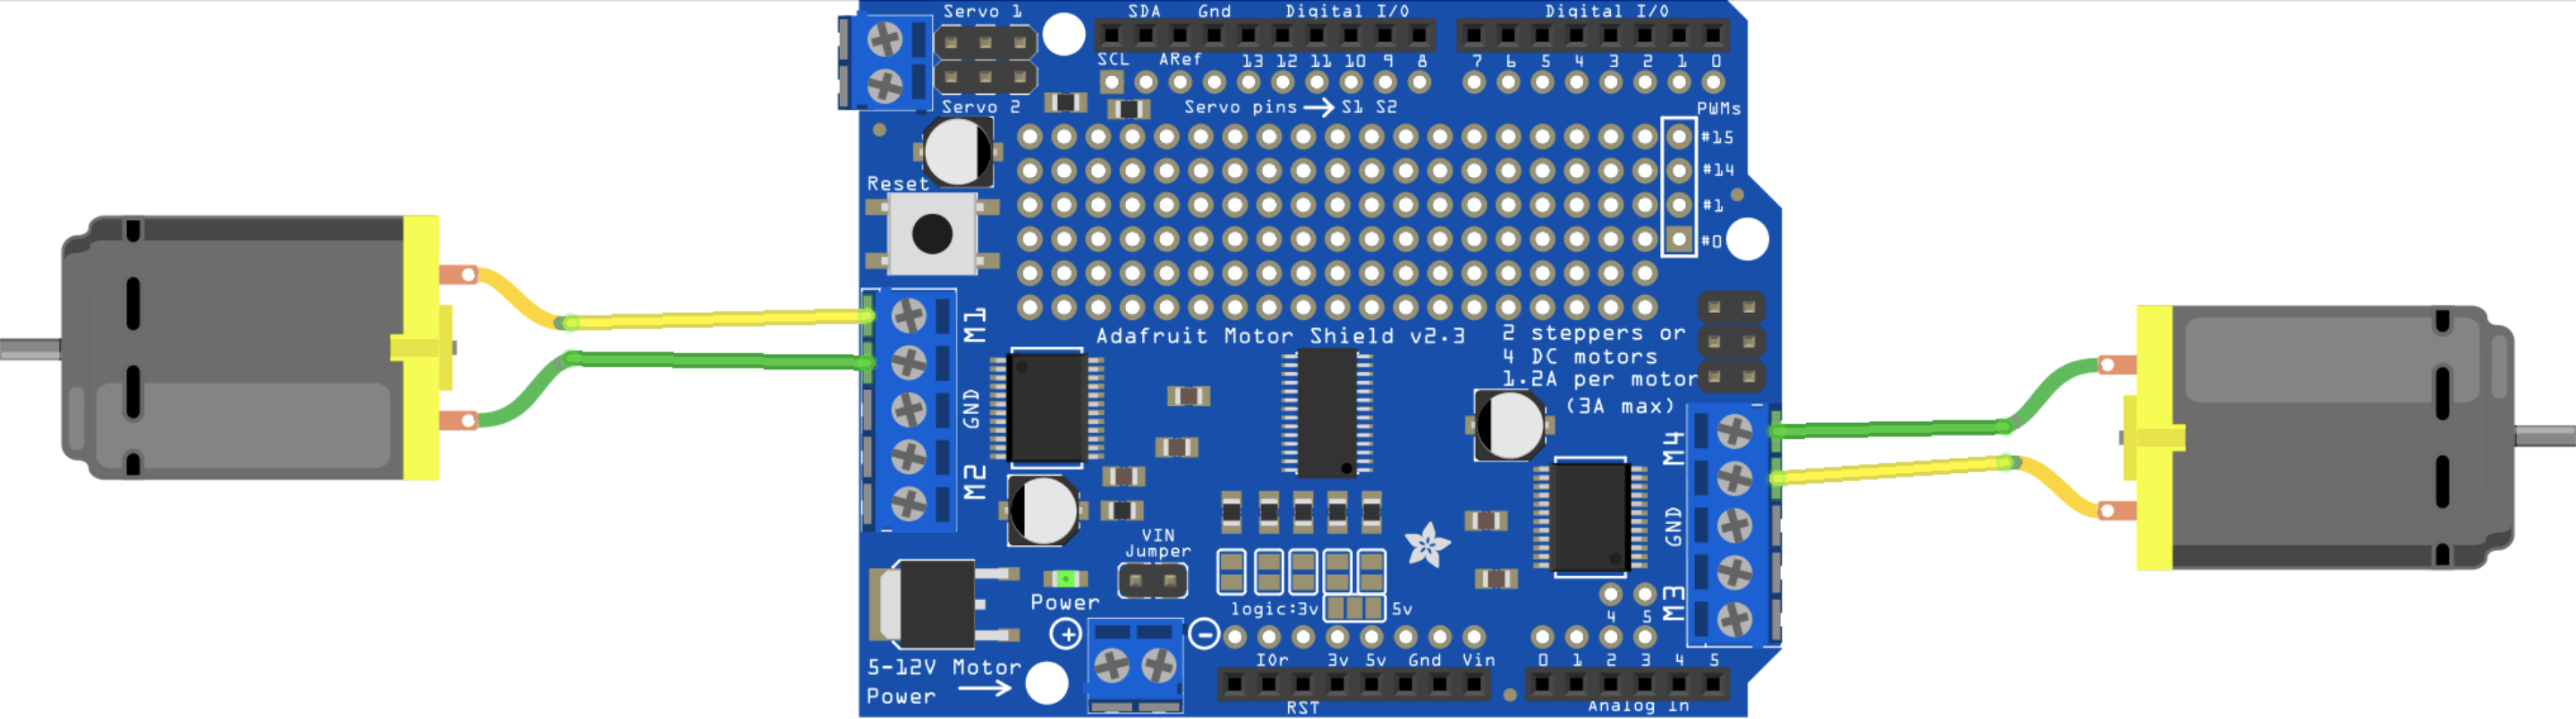 Servo 1 SDA Gnd Digital I/O Digital I/O
SCL ARef 13 12 11 10 9 8 7 6 5 4 3 2 1 0
Servo 2 Servo pins → S1 S2 PWMs
#15
#14
Reset
#1
#0
M1
GND
M2
Adafruit Motor Shield v2.3
2 steppers or
4 DC motors
1.2A per motor
(3A max)
M4
GND
M3
VIN
Jumper
Power
logic:3v 5v
4 5
+ -
5-12V Motor
Power →
IOr 3v 5v Gnd Vin 0 1 2 3 4 5
RST Analog In